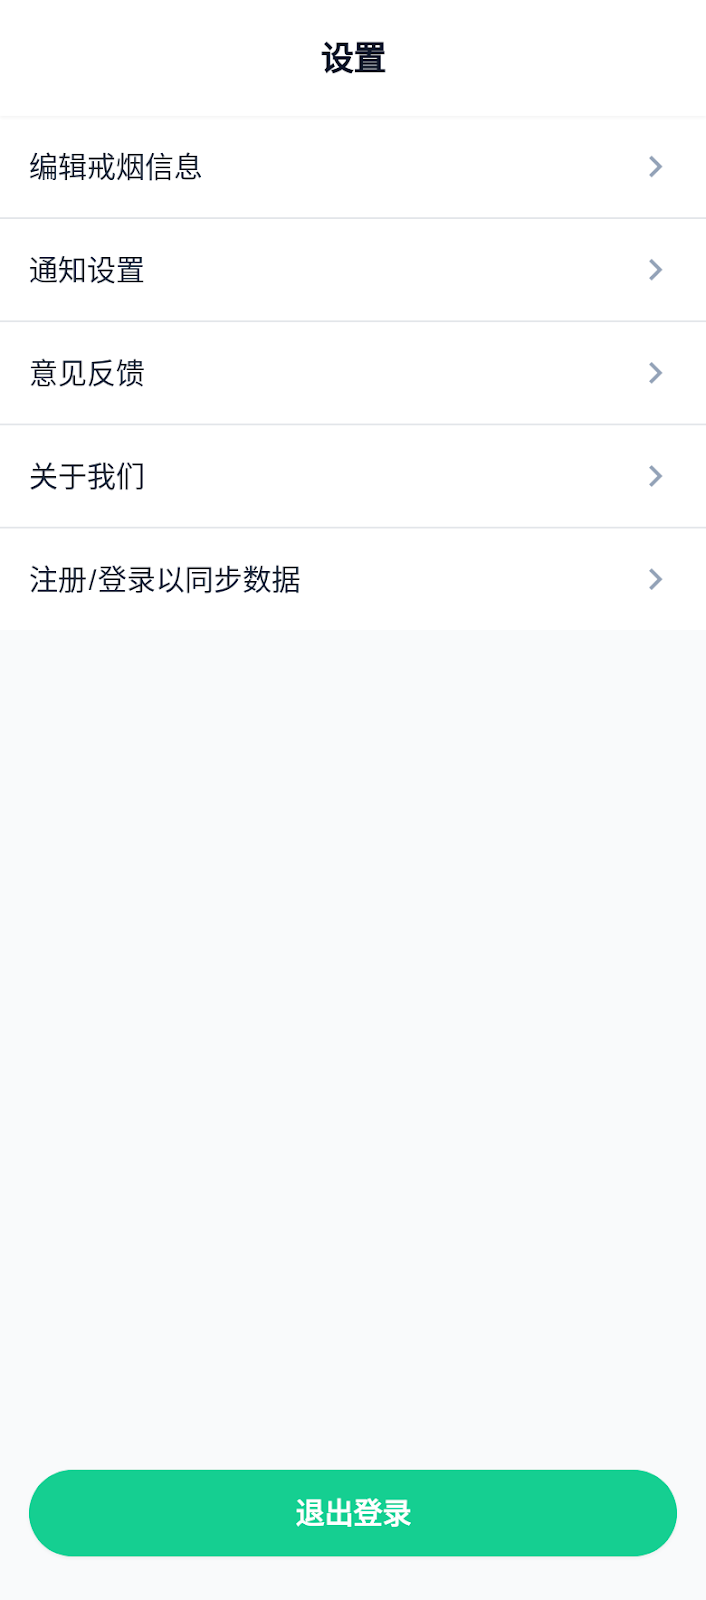 设置
编辑戒烟信息
通知设置
意见反馈
关于我们
注册/登录以同步数据
退出登录